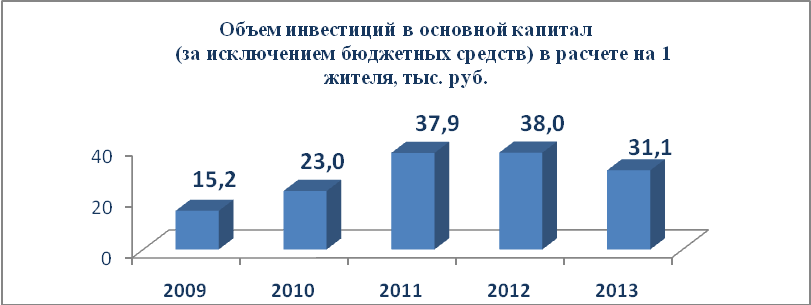 Объем инвестиций в основной капитал
(за исключением бюджетных средств) в расчете на 1
жителя, тыс. руб.
37,9 38,0
31,1
23,0
15,2
40
20
0
2009 2010 2011 2012 2013